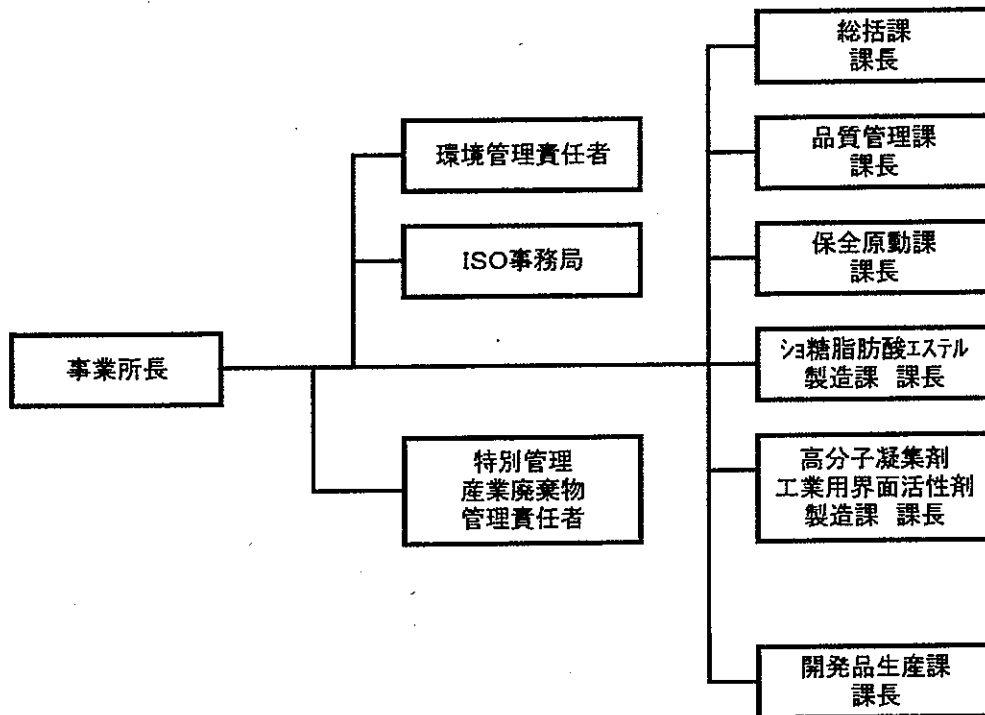 事業所長
環境管理責任者
ISO事務局
特別管理
産業廃棄物
管理責任者
総括課
課長
品質管理課
課長
保全原動課
課長
ショ糖脂肪酸エステル
製造課 課長
高分子凝集剤
工業用界面活性剤
製造課 課長
開発品生産課
課長